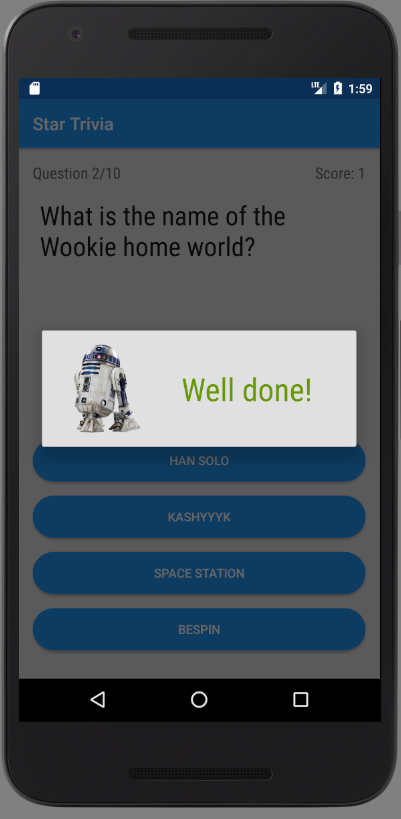 LTE 1:59
Star Trivia
Question 2/10 Score: 1
What is the name of the
Wookie home world?
Well done!
HAN SOLO
KASHYYYK
SPACE STATION
BESPIN